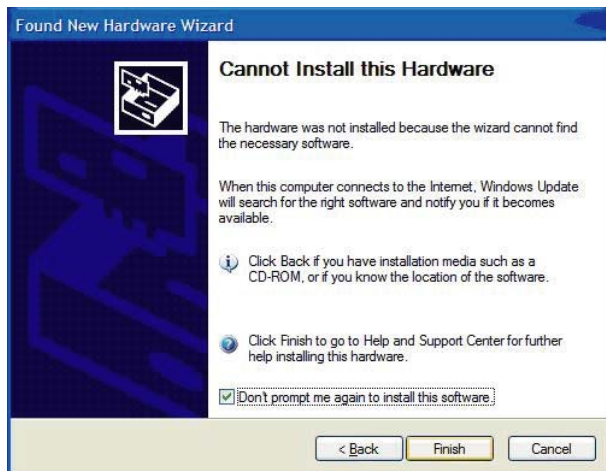 Found New Hardware Wizard
Cannot Install this Hardware
The hardware was not installed because the wizard cannot find
the necessary software.
When this computer connects to the Internet, Windows Update
will search for the right software and notify you if it becomes
available.
Click Back if you have installation media such as a
CD-ROM, or if you know the location of the software.
Click Finish to go to Help and Support Center for further
help installing this hardware.
Don't prompt me again to install this software.
< Back Finish Cancel